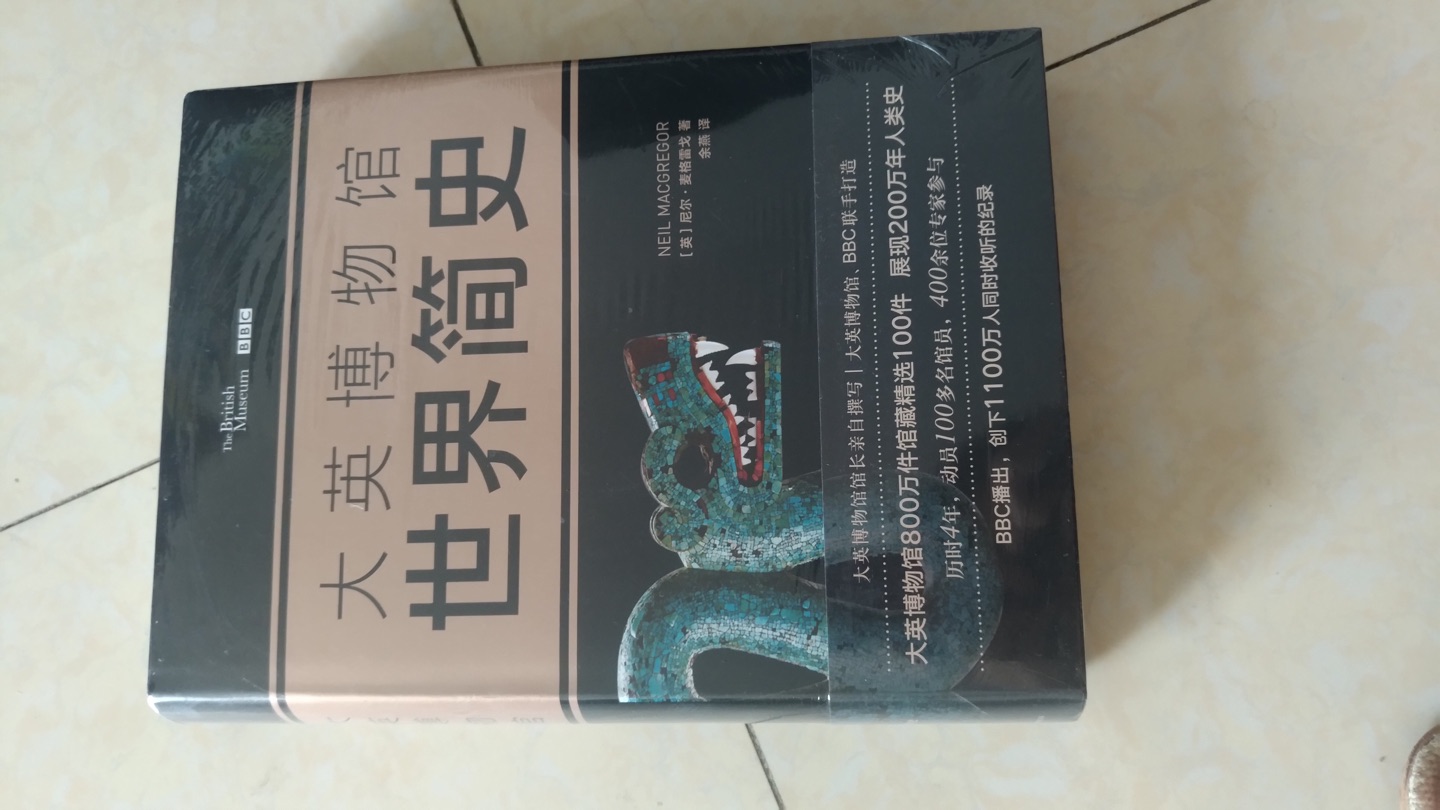 The British
Museum
BBC
大英博物馆
世界简史
NEIL MACGREGOR
[英]尼尔·麦格雷戈 著
余燕 译
大英博物馆馆长亲自撰写｜大英博物馆、BBC联手打造
大英博物馆800万件馆藏精选100件 展现200万年人类史
历时4年，动员100多名馆员，400余位专家参与
BBC播出，创下1100万人同时收听的纪录